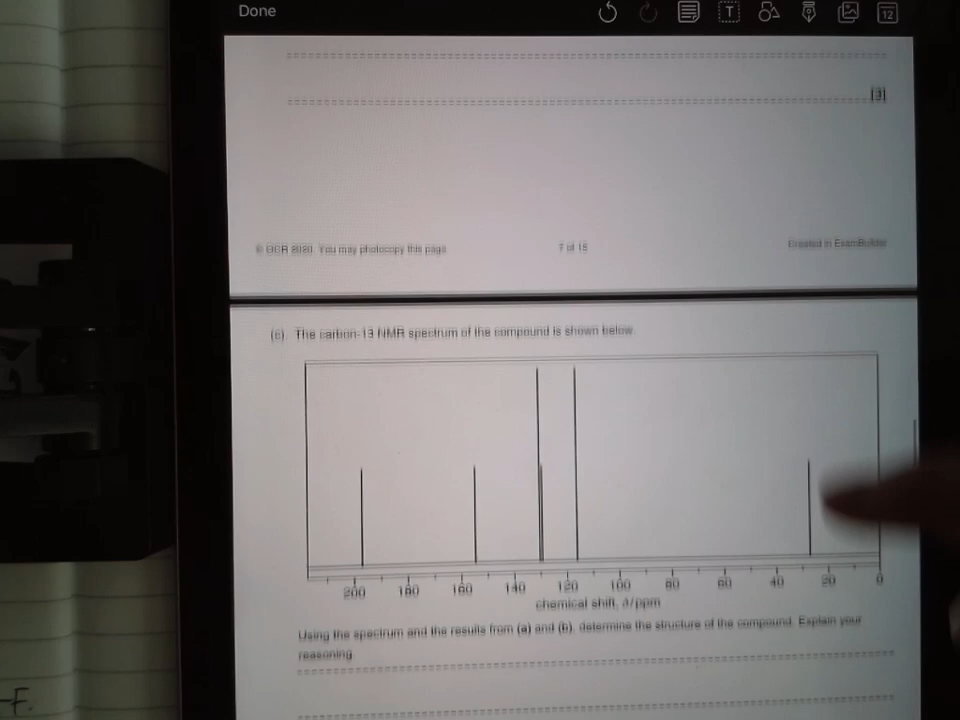 Done
T
12
[3]
© OCR 2020. You may photocopy this page.
7 of 15
Created in ExamBuilder
(c) The carbon-13 NMR spectrum of the compound is shown below.
200 180 160 140 120 100 80 60 40 20 0
chemical shift, δ/ppm
Using the spectrum and the results from (a) and (b), determine the structure of the compound. Explain your
reasoning.
F.